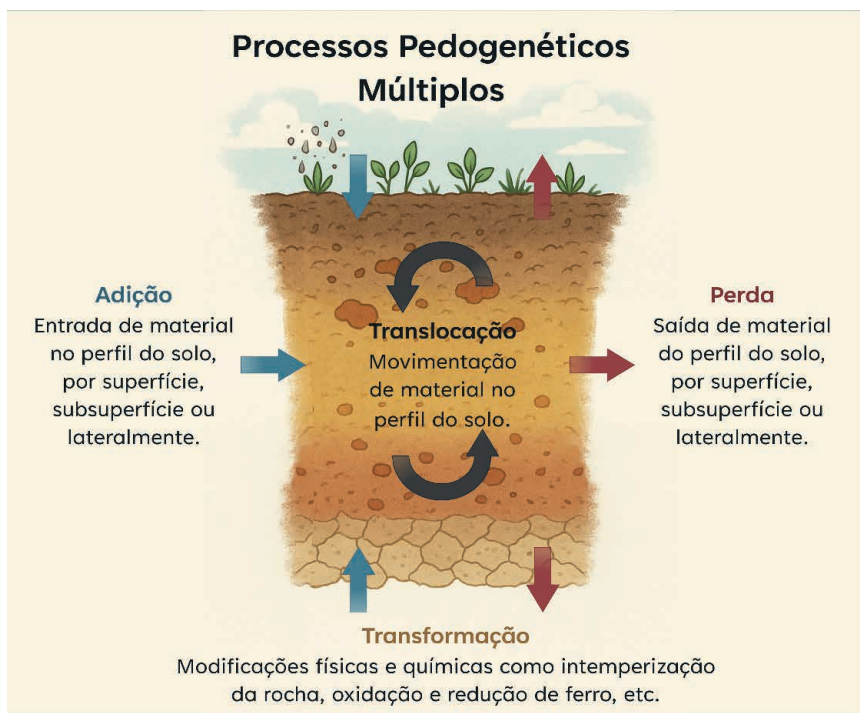 Processos Pedogenéticos
Múltiplos
Adição
Entrada de material
no perfil do solo,
por superfície,
subsuperfície ou
lateralmente.
Translocação
Movimentação
de material no
perfil do solo.
Perda
Saída de material
do perfil do solo,
por superfície,
subsuperfície ou
lateralmente.
Transformação
Modificações físicas e químicas como intemperização
da rocha, oxidação e redução de ferro, etc.